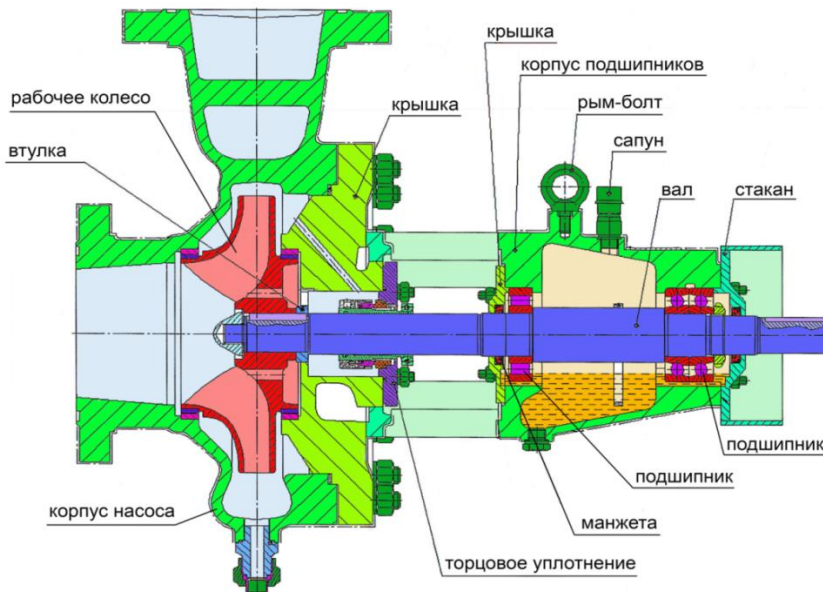 крышка
корпус подшипников
рабочее колесо
крышка
рым-болт
втулка
сапун
вал
стакан
подшипник
подшипник
корпус насоса
манжета
торцовое уплотнение